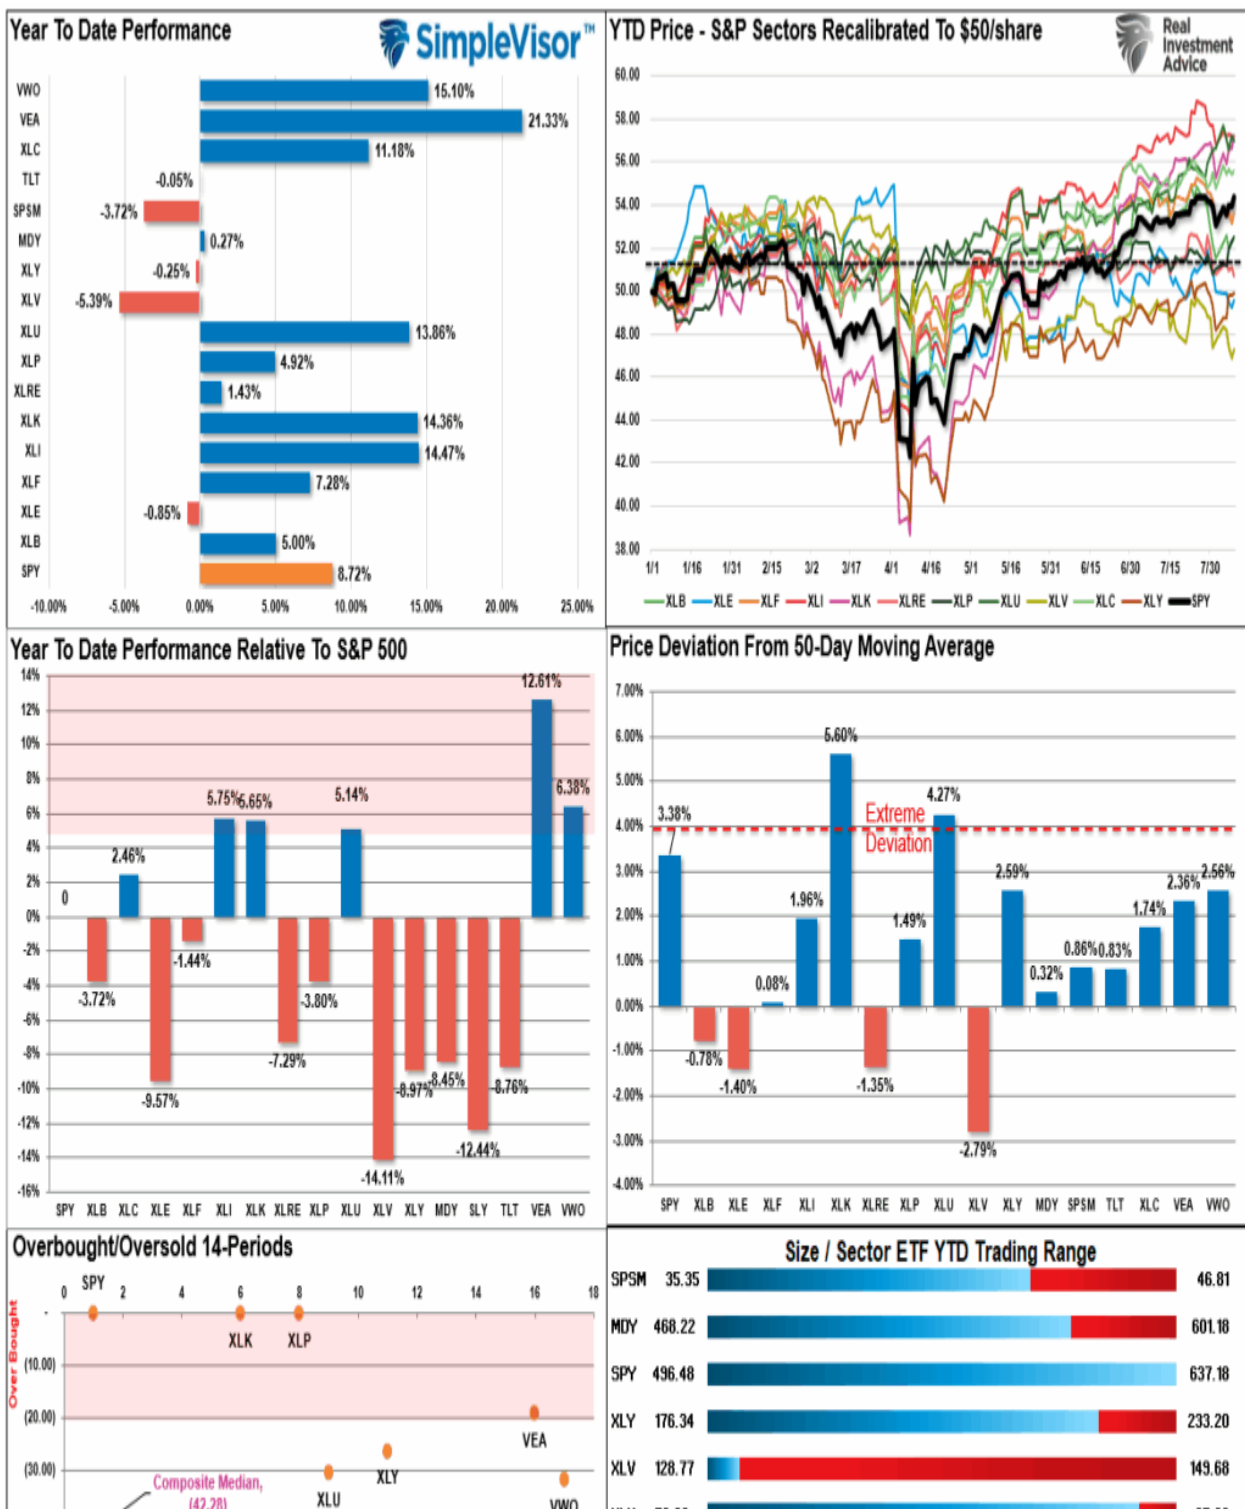 Year To Date Performance
SimpleVisor™
VWO
15.10%
VEA
21.33%
XLC
11.18%
TLT
-0.05%
SPSM
-3.72%
MDY
0.27%
XLY
-0.25%
XLV
-5.39%
XLU
13.86%
XLP
4.92%
XLRE
1.43%
XLK
14.36%
XLI
14.47%
XLF
7.28%
XLE
-0.85%
XLB
5.00%
SPY
8.72%
-10.00% -5.00% 0.00% 5.00% 10.00% 15.00% 20.00% 25.00%
YTD Price - S&P Sectors Recalibrated To $50/share
Real
Investment
Advice
60.00
58.00
56.00
54.00
52.00
50.00
48.00
46.00
44.00
42.00
40.00
38.00
1/1 1/16 1/31 2/15 3/2 3/17 4/1 4/16 5/1 5/16 5/31 6/15 6/30 7/15 7/30
XLB XLE XLF XLI XLK XLRE XLP XLU XLV XLC XLY SPY
Year To Date Performance Relative To S&P 500
14%
12%
10%
8%
6%
4%
2%
0%
-2%
-4%
-6%
-8%
-10%
-12%
-14%
-16%
0
-3.72%
2.46%
-9.57%
-1.44%
5.75%
5.65%
-7.29%
-3.80%
5.14%
-14.11%
-8.97%
-8.45%
-12.44%
-8.76%
12.61%
6.38%
SPY XLB XLC XLE XLF XLI XLK XLRE XLP XLU XLV XLY MDY SLY TLT VEA VWO
Price Deviation From 50-Day Moving Average
7.00%
6.00%
5.00%
4.00%
3.00%
2.00%
1.00%
0.00%
-1.00%
-2.00%
-3.00%
-4.00%
Extreme
Deviation
3.38%
-0.78%
-1.40%
0.08%
1.96%
5.60%
-1.35%
1.49%
4.27%
-2.79%
2.59%
0.32%
0.86%
0.83%
1.74%
2.36%
2.56%
SPY XLB XLE XLF XLI XLK XLRE XLP XLU XLV XLY MDY SPSM TLT XLC VEA VWO
Overbought/Oversold 14-Periods
0 2 4 6 8 10 12 14 16 18
-
(10.00)
(20.00)
(30.00)
Over Bought
SPY
XLK
XLP
VEA
XLY
XLU
VWO
Composite Median,
(42.28)
Size / Sector ETF YTD Trading Range
SPSM 35.35 46.81
MDY 468.22 601.18
SPY 496.48 637.18
XLY 176.34 233.20
XLV 128.77 149.68